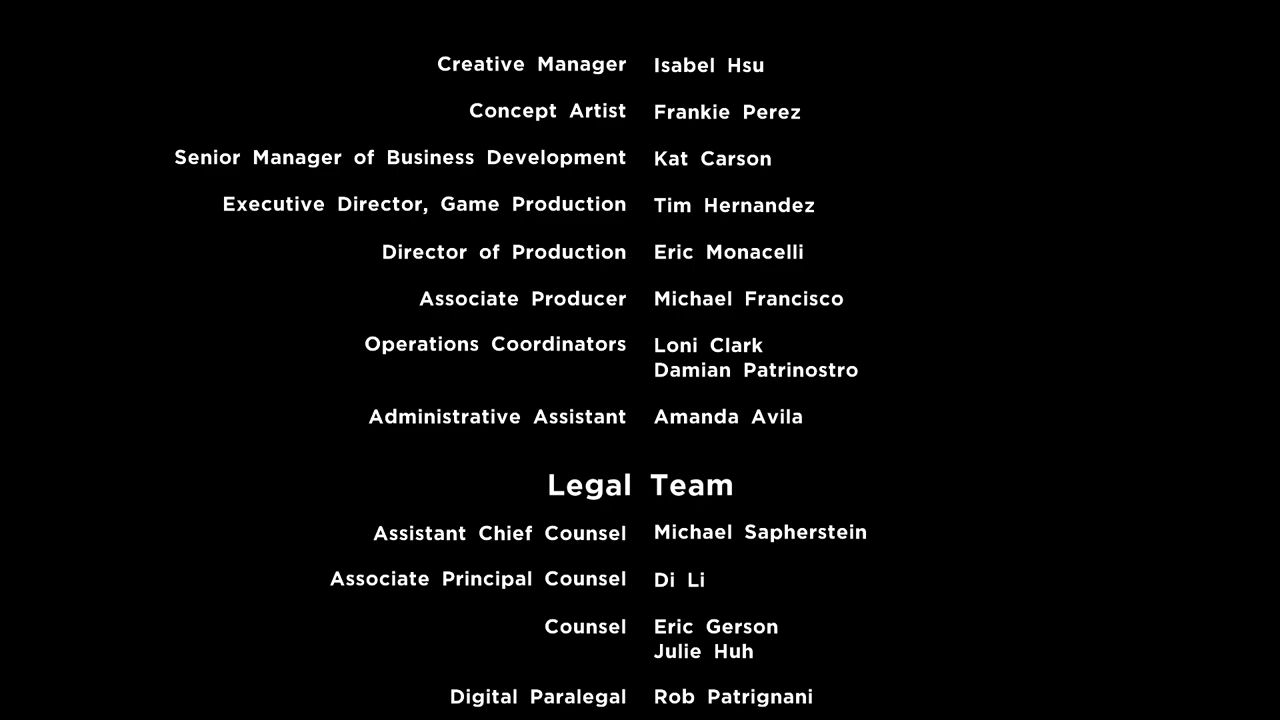 Creative Manager Isabel Hsu
Concept Artist Frankie Perez
Senior Manager of Business Development Kat Carson
Executive Director, Game Production Tim Hernandez
Director of Production Eric Monacelli
Associate Producer Michael Francisco
Operations Coordinators Loni Clark
Damian Patrinostro
Administrative Assistant Amanda Avila
Legal Team
Assistant Chief Counsel Michael Sapherstein
Associate Principal Counsel Di Li
Counsel Eric Gerson
Julie Huh
Digital Paralegal Rob Patrignani